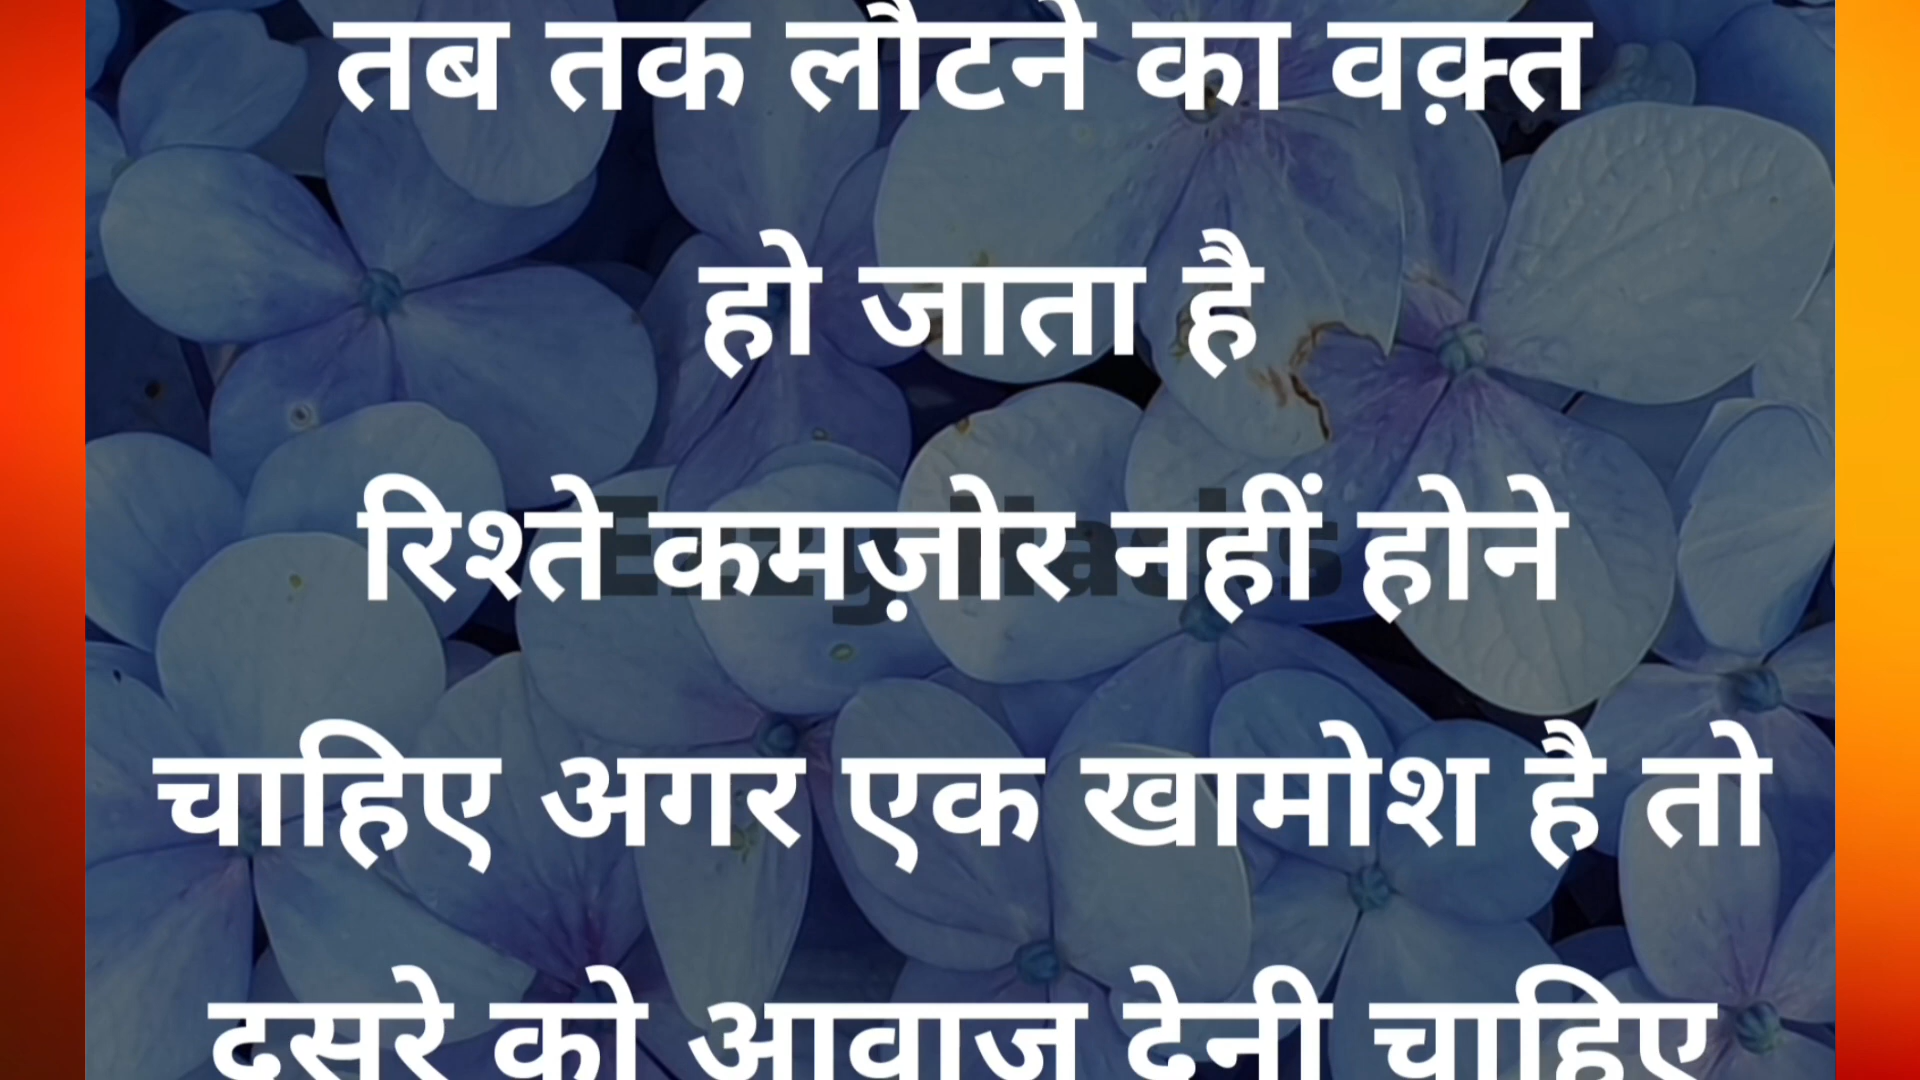 तब तक लौटने का वक़्त
हो जाता है
रिश्ते कमज़ोर नहीं होने
चाहिए अगर एक खामोश है तो
दूसरे को आवाज़ देनी चाहिए